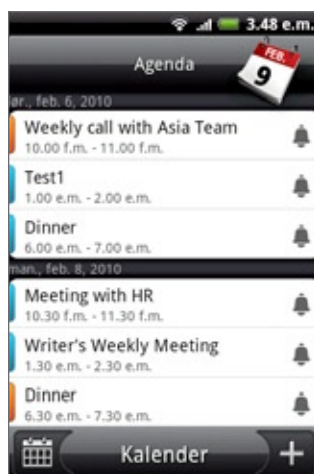 3.48 e.m.
Agenda
FEB.
9
ør., feb. 6, 2010
Weekly call with Asia Team
10.00 f.m. - 11.00 f.m.
Test1
1.00 e.m. - 2.00 e.m.
Dinner
6.00 e.m. - 7.00 e.m.
man., feb. 8, 2010
Meeting with HR
10.30 f.m. - 11.30 f.m.
Writer's Weekly Meeting
1.30 e.m. - 2.30 e.m.
Dinner
6.30 e.m. - 7.30 e.m.
Kalender